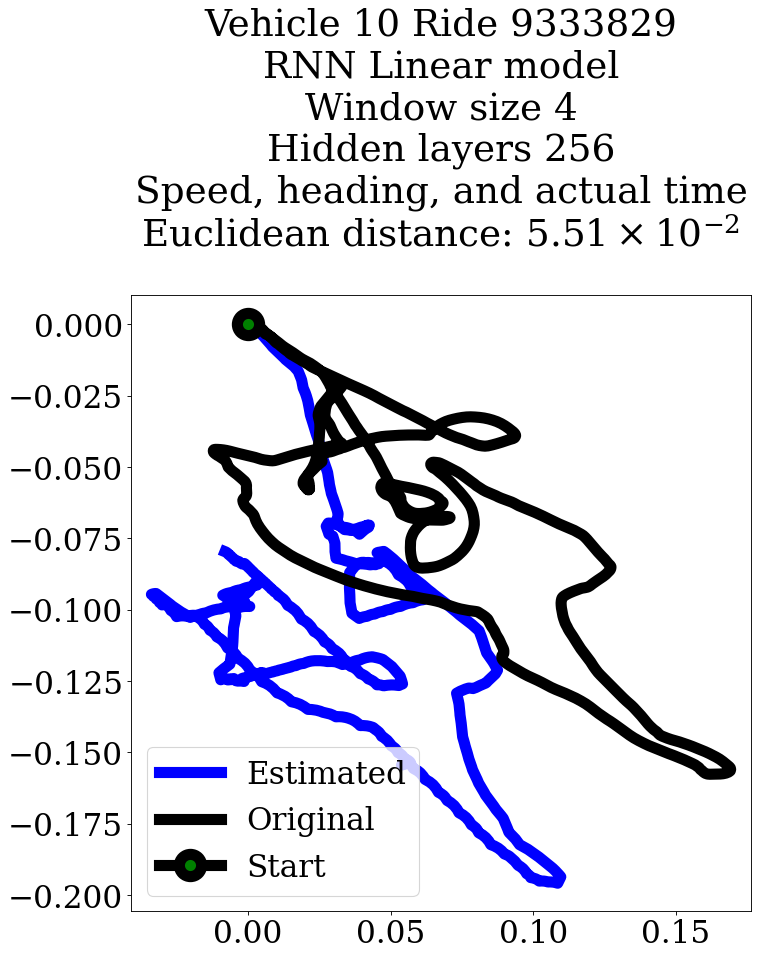 Vehicle 10 Ride 9333829
RNN Linear model
Window size 4
Hidden layers 256
Speed, heading, and actual time
Euclidean distance: 5.51 × 10⁻²
0.000
−0.025
−0.050
−0.075
−0.100
−0.125
−0.150
−0.175
−0.200
Estimated
Original
Start
0.00 0.05 0.10 0.15